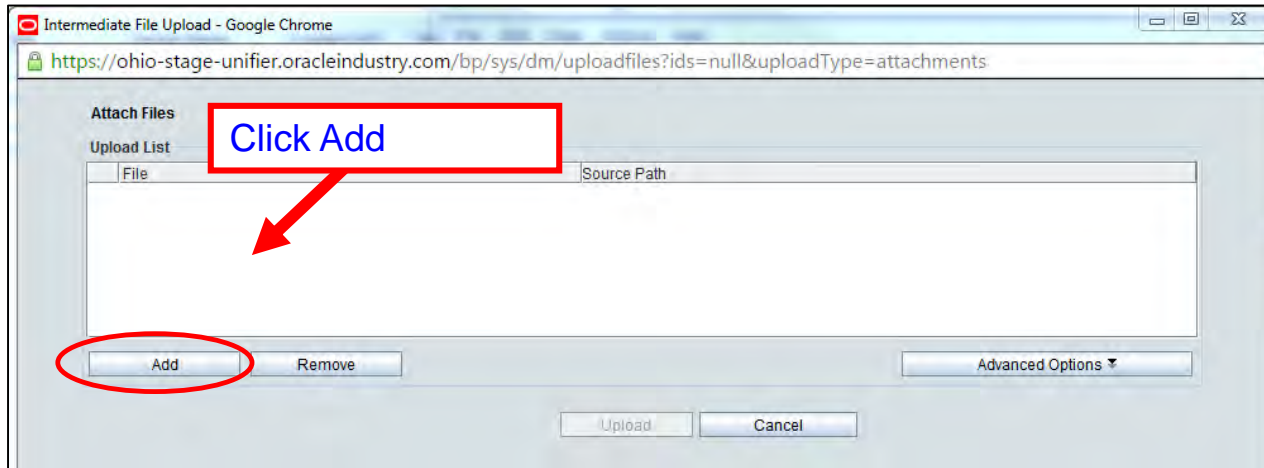 Intermediate File Upload - Google Chrome
https://ohio-stage-unifier.oracleindustry.com/bp/sys/dm/uploadfiles?ids=null&uploadType=attachments
Attach Files
Click Add
Upload List
File Source Path
Add Remove Advanced Options
Upload Cancel